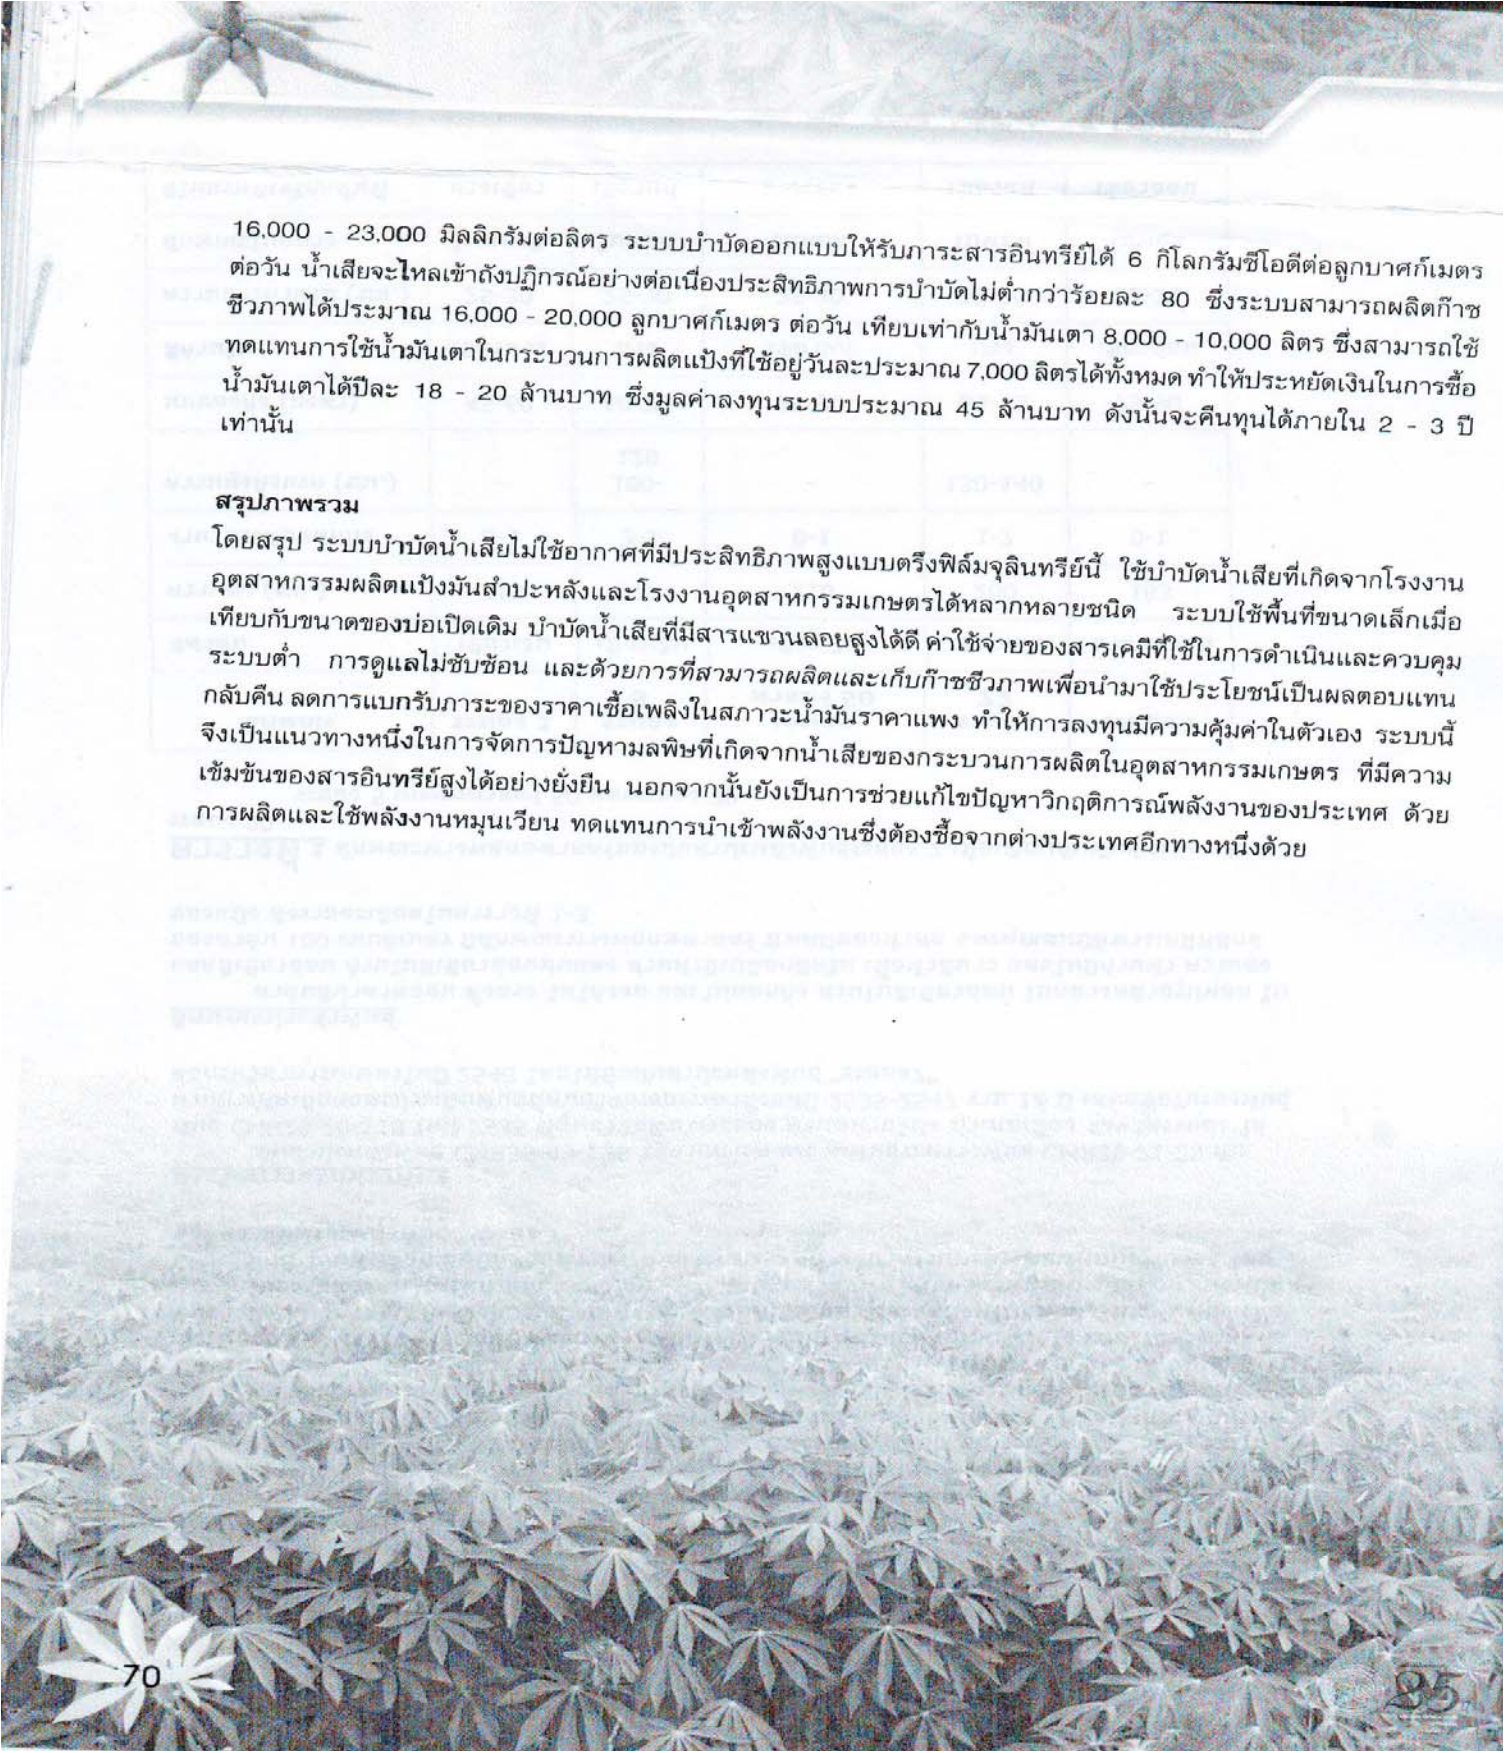 16,000 - 23,000 มิลลิกรัมต่อลิตร ระบบบำบัดออกแบบให้รับภาระสารอินทรีย์ได้ 6 กิโลกรัมซีโอดีต่อลูกบาศก์เมตร
ต่อวัน น้ำเสียจะไหลเข้าถังปฏิกรณ์อย่างต่อเนื่องประสิทธิภาพการบำบัดไม่ต่ำกว่าร้อยละ 80 ซึ่งระบบสามารถผลิตก๊าซ
ชีวภาพได้ประมาณ 16,000 - 20,000 ลูกบาศก์เมตร ต่อวัน เทียบเท่ากับน้ำมันเตา 8,000 - 10,000 ลิตร ซึ่งสามารถใช้
ทดแทนการใช้น้ำมันเตาในกระบวนการผลิตแป้งที่ใช้อยู่วันละประมาณ 7,000 ลิตรได้ทั้งหมด ทำให้ประหยัดเงินในการซื้อ
น้ำมันเตาได้ปีละ 18 - 20 ล้านบาท ซึ่งมูลค่าลงทุนระบบประมาณ 45 ล้านบาท ดังนั้นจะคืนทุนได้ภายใน 2 - 3 ปี
เท่านั้น
สรุปภาพรวม
โดยสรุป ระบบบำบัดน้ำเสียไม่ใช้อากาศที่มีประสิทธิภาพสูงแบบตรึงฟิล์มจุลินทรีย์นี้ ใช้บำบัดน้ำเสียที่เกิดจากโรงงาน
อุตสาหกรรมผลิตแป้งมันสำปะหลังและโรงงานอุตสาหกรรมเกษตรได้หลากหลายชนิด ระบบใช้พื้นที่ขนาดเล็กเมื่อ
เทียบกับขนาดของบ่อเปิดเดิม บำบัดน้ำเสียที่มีสารแขวนลอยสูงได้ดี ค่าใช้จ่ายของสารเคมีที่ใช้ในการดำเนินและควบคุม
ระบบต่ำ การดูแลไม่ซับซ้อน และด้วยการที่สามารถผลิตและเก็บก๊าซชีวภาพเพื่อนำมาใช้ประโยชน์เป็นผลตอบแทน
กลับคืน ลดการแบกรับภาระของราคาเชื้อเพลิงในสภาวะน้ำมันราคาแพง ทำให้การลงทุนมีความคุ้มค่าในตัวเอง ระบบนี้
จึงเป็นแนวทางหนึ่งในการจัดการปัญหามลพิษที่เกิดจากน้ำเสียของกระบวนการผลิตในอุตสาหกรรมเกษตร ที่มีความ
เข้มข้นของสารอินทรีย์สูงได้อย่างยั่งยืน นอกจากนั้นยังเป็นการช่วยแก้ไขปัญหาวิกฤติการณ์พลังงานของประเทศ ด้วย
การผลิตและใช้พลังงานหมุนเวียน ทดแทนการนำเข้าพลังงานซึ่งต้องซื้อจากต่างประเทศอีกทางหนึ่งด้วย
70
25